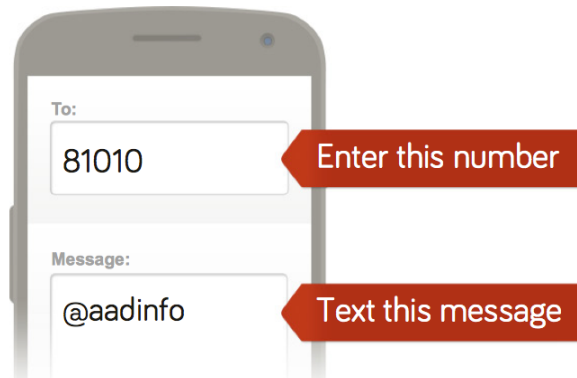 To:
81010
Enter this number
Message:
@aadinfo
Text this message